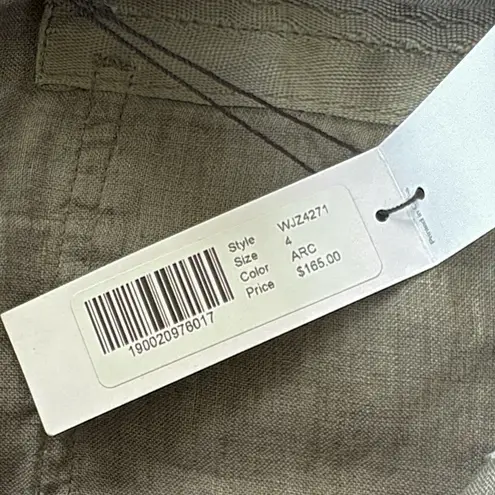 Style WJZ4271
Size 4
Color ARC
Price $165.00
190020976017